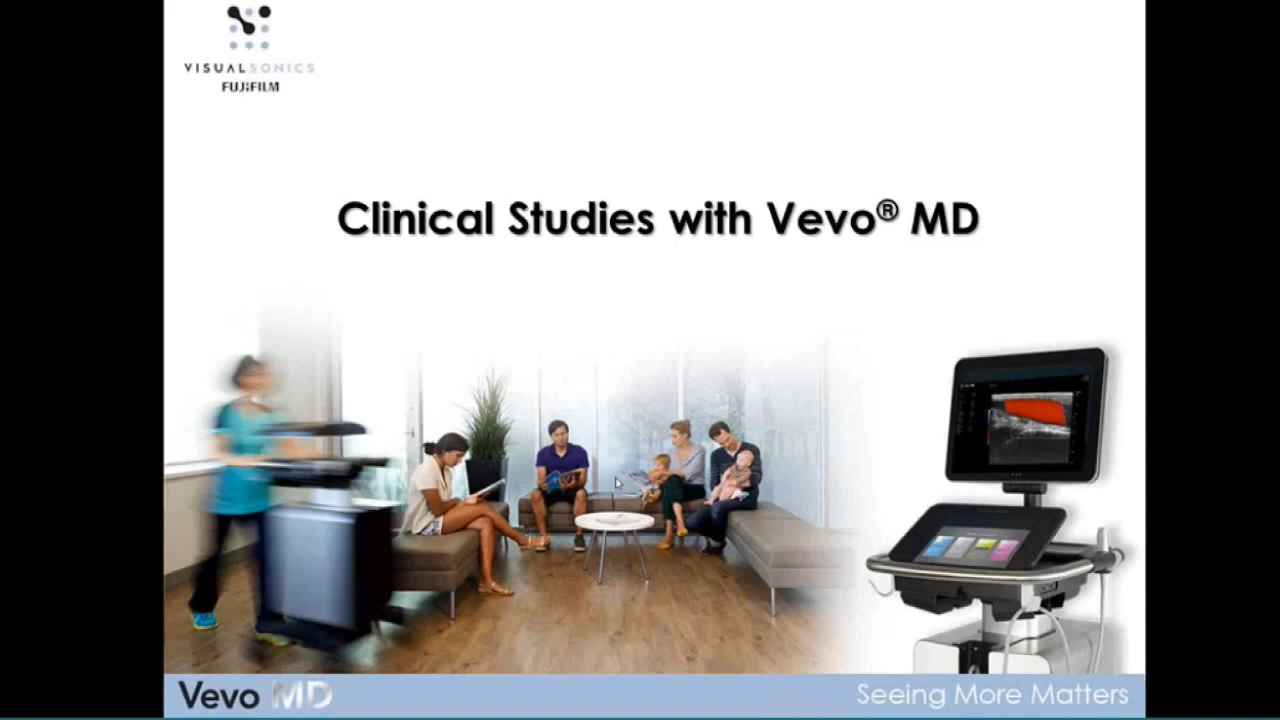 VISUALSONICS
FUJIFILM
Clinical Studies with Vevo® MD
Vevo MD
Seeing More Matters